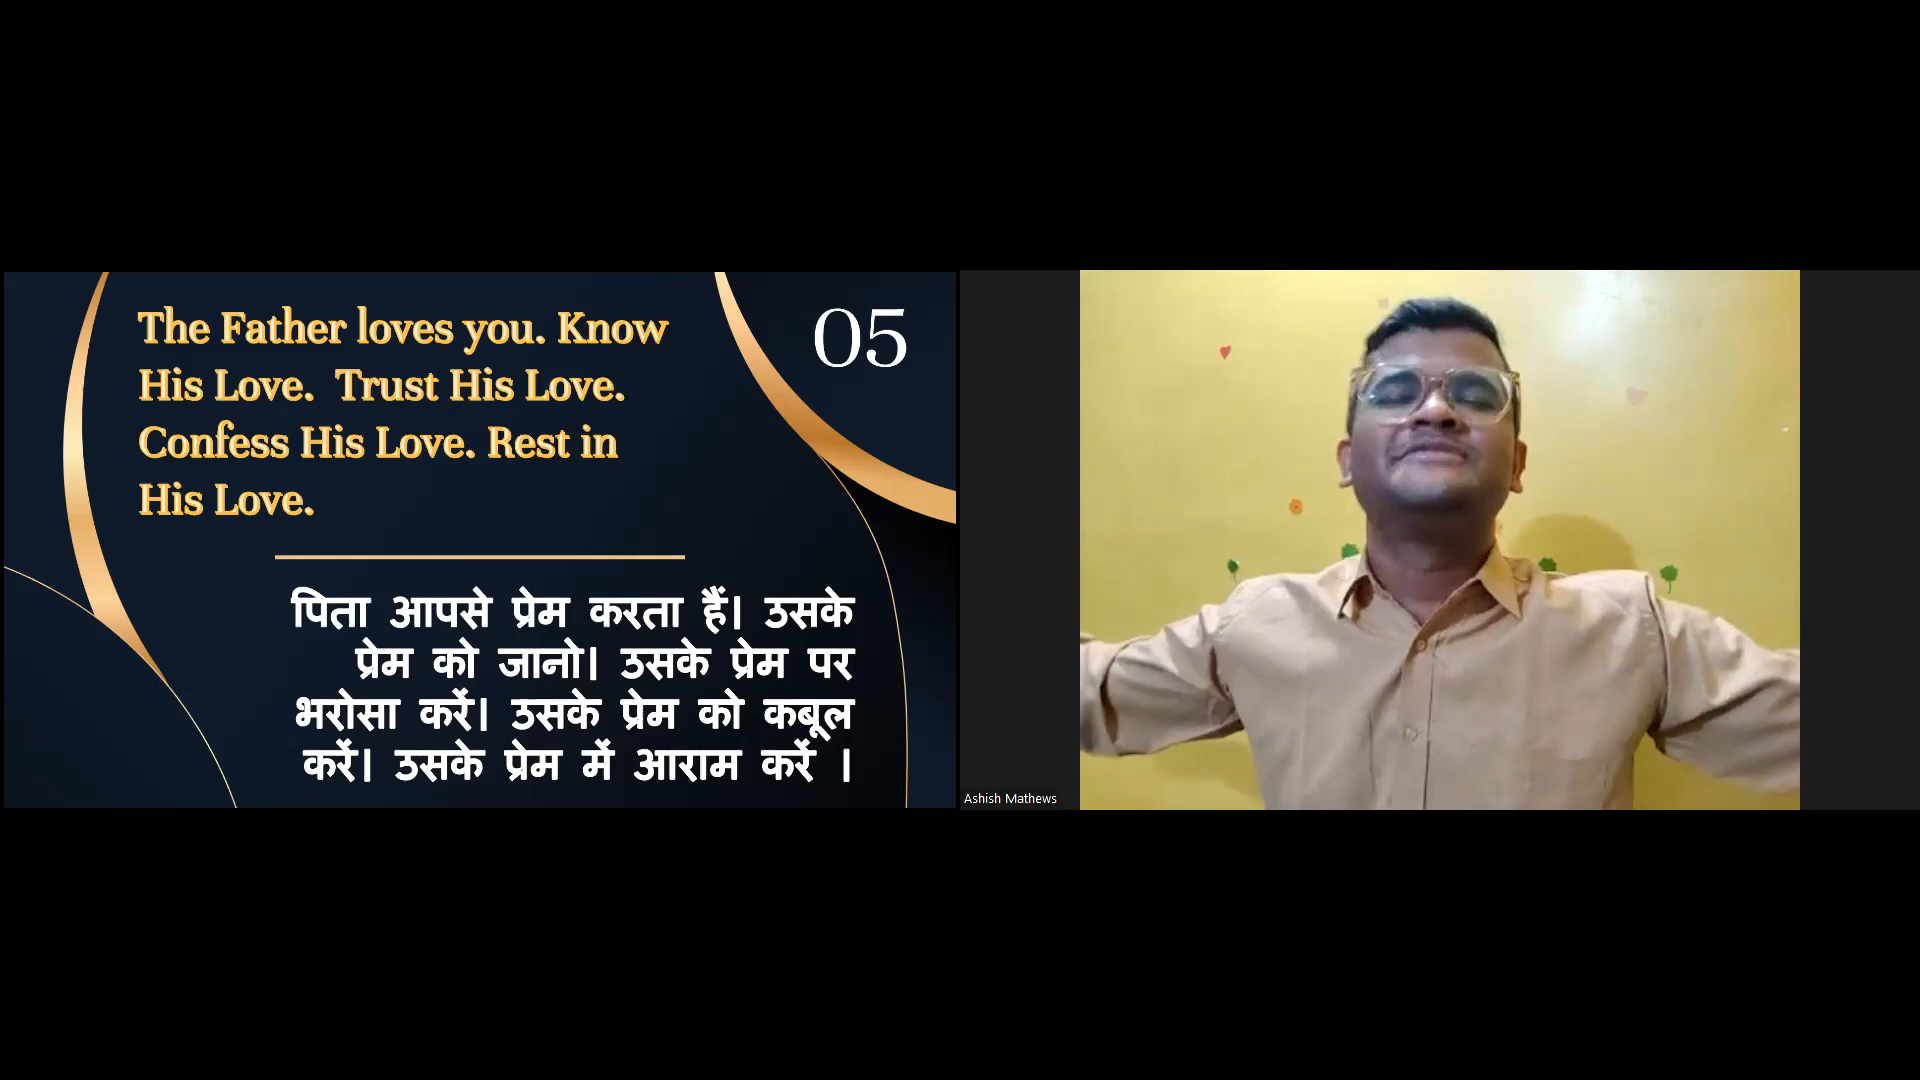 The Father loves you. Know
His Love. Trust His Love.
Confess His Love. Rest in
His Love.
05
पिता आपसे प्रेम करता हैं| उसके
प्रेम को जानो| उसके प्रेम पर
भरोसा करें| उसके प्रेम को कबूल
करें| उसके प्रेम में आराम करें |
Ashish Mathews